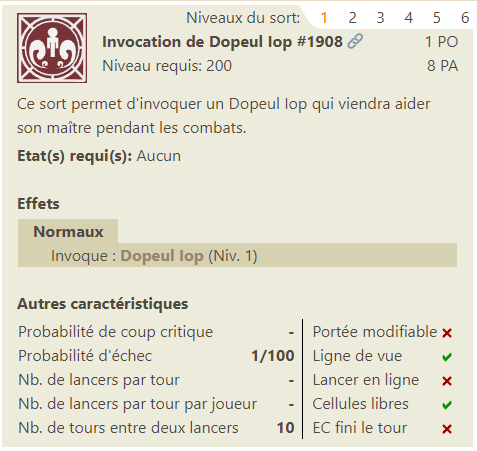 Niveaux du sort: 1 2 3 4 5 6
Invocation de Dopeul Iop #1908 1 PO
Niveau requis: 200 8 PA
Ce sort permet d'invoquer un Dopeul Iop qui viendra aider
son maître pendant les combats.
Etat(s) requi(s): Aucun
Effets
Normaux
Invoque : Dopeul Iop (Niv. 1)
Autres caractéristiques
Probabilité de coup critique - Portée modifiable
Probabilité d'échec 1/100 Ligne de vue
Nb. de lancers par tour - Lancer en ligne
Nb. de lancers par tour par joueur - Cellules libres
Nb. de tours entre deux lancers 10 EC fini le tour